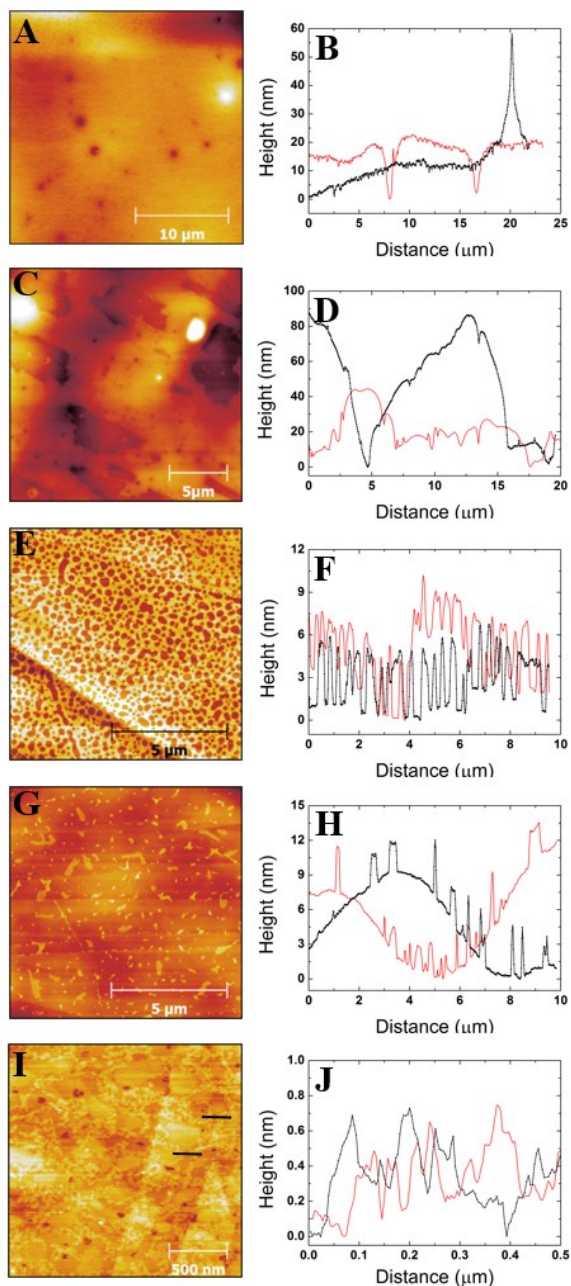 A
10 µm
B
Height (nm)
60
50
40
30
20
10
0
0 5 10 15 20 25
Distance (µm)
C
5µm
D
Height (nm)
100
80
60
40
20
0
0 5 10 15 20
Distance (µm)
E
5 µm
F
Height (nm)
12
9
6
3
0
0 2 4 6 8 10
Distance (µm)
G
5 µm
H
Height (nm)
15
12
9
6
3
0
0 2 4 6 8 10
Distance (µm)
I
500 nm
J
Height (nm)
1.0
0.8
0.6
0.4
0.2
0.0
0.0 0.1 0.2 0.3 0.4 0.5
Distance (µm)